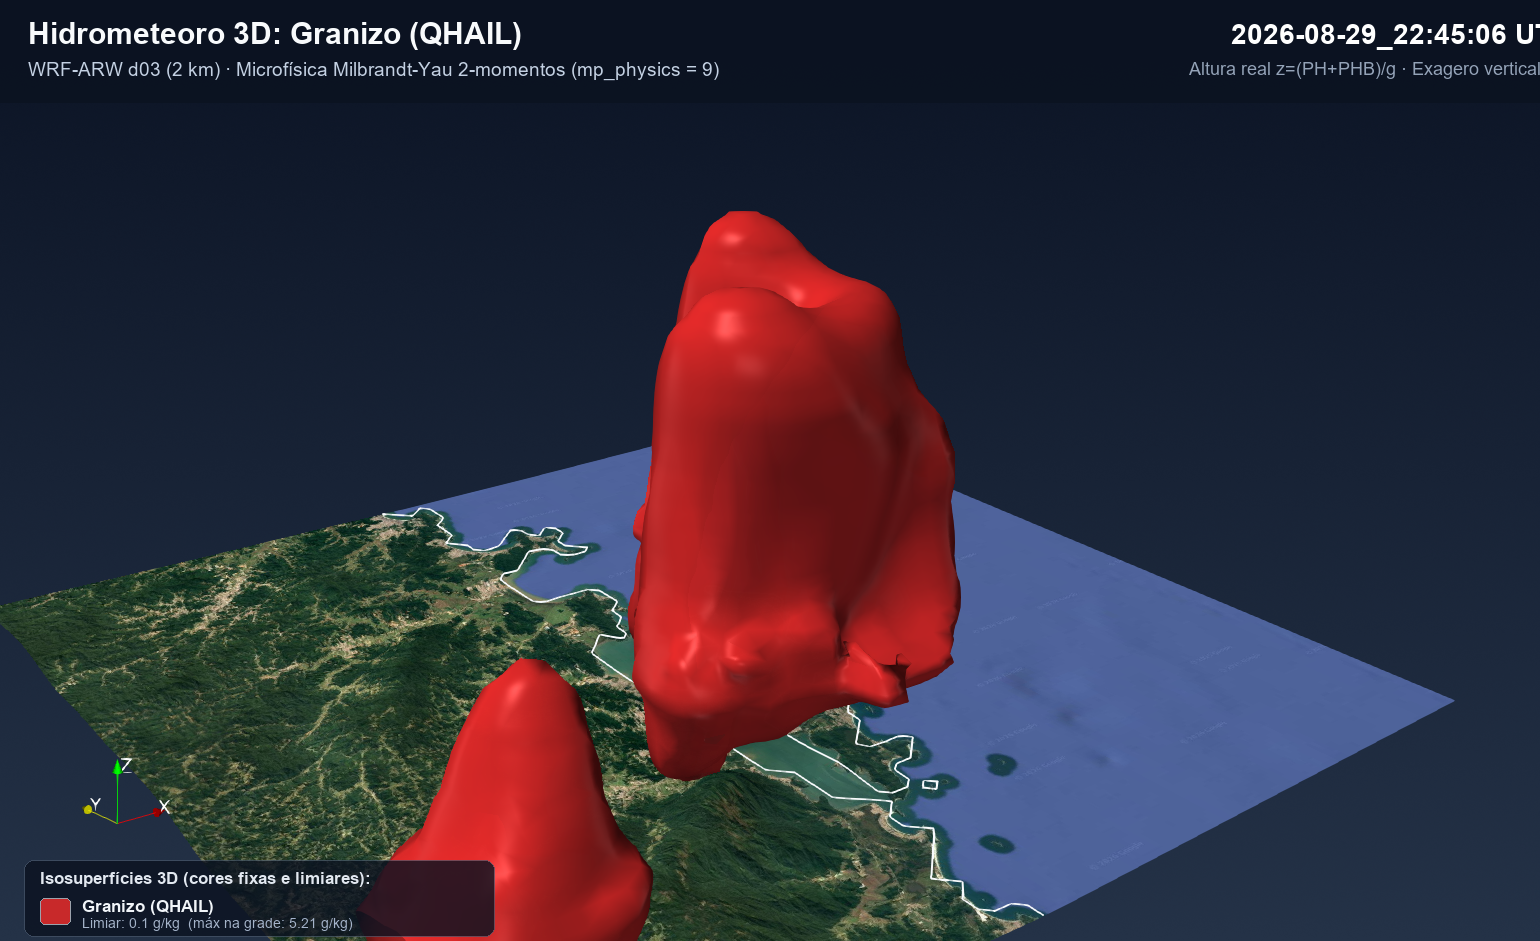 Hidrometeoro 3D: Granizo (QHAIL)
2026-08-29_22:45:06 UT
WRF-ARW d03 (2 km) · Microfísica Milbrandt-Yau 2-momentos (mp_physics = 9)
Altura real z=(PH+PHB)/g · Exagero vertical
Z
Y
X
Isosuperfícies 3D (cores fixas e limiares):
Granizo (QHAIL)
Limiar: 0.1 g/kg (máx na grade: 5.21 g/kg)